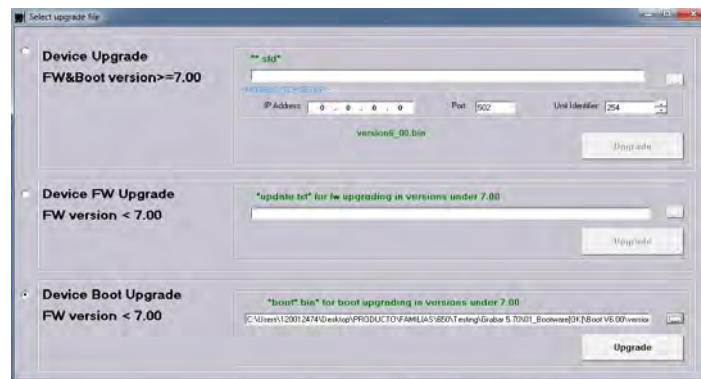 Select upgrade file
Device Upgrade
FW&Boot version>=7.00
"* std"
IP Address: 0 . 0 . 0 . 0 Port: 502 Unit Identifier: 254
version6_00.bin
Upgrade
Device FW Upgrade
FW version < 7.00
"update.txt" for fw upgrading in versions under 7.00
Upgrade
Device Boot Upgrade
FW version < 7.00
"boot*.bin" for boot upgrading in versions under 7.00
C:\Users\120012474\Desktop\PRODUCTO\FAMILIAS\650\Testing\Grabar 5.70\01_Bootware(OK)\Boot V6.00\version
Upgrade